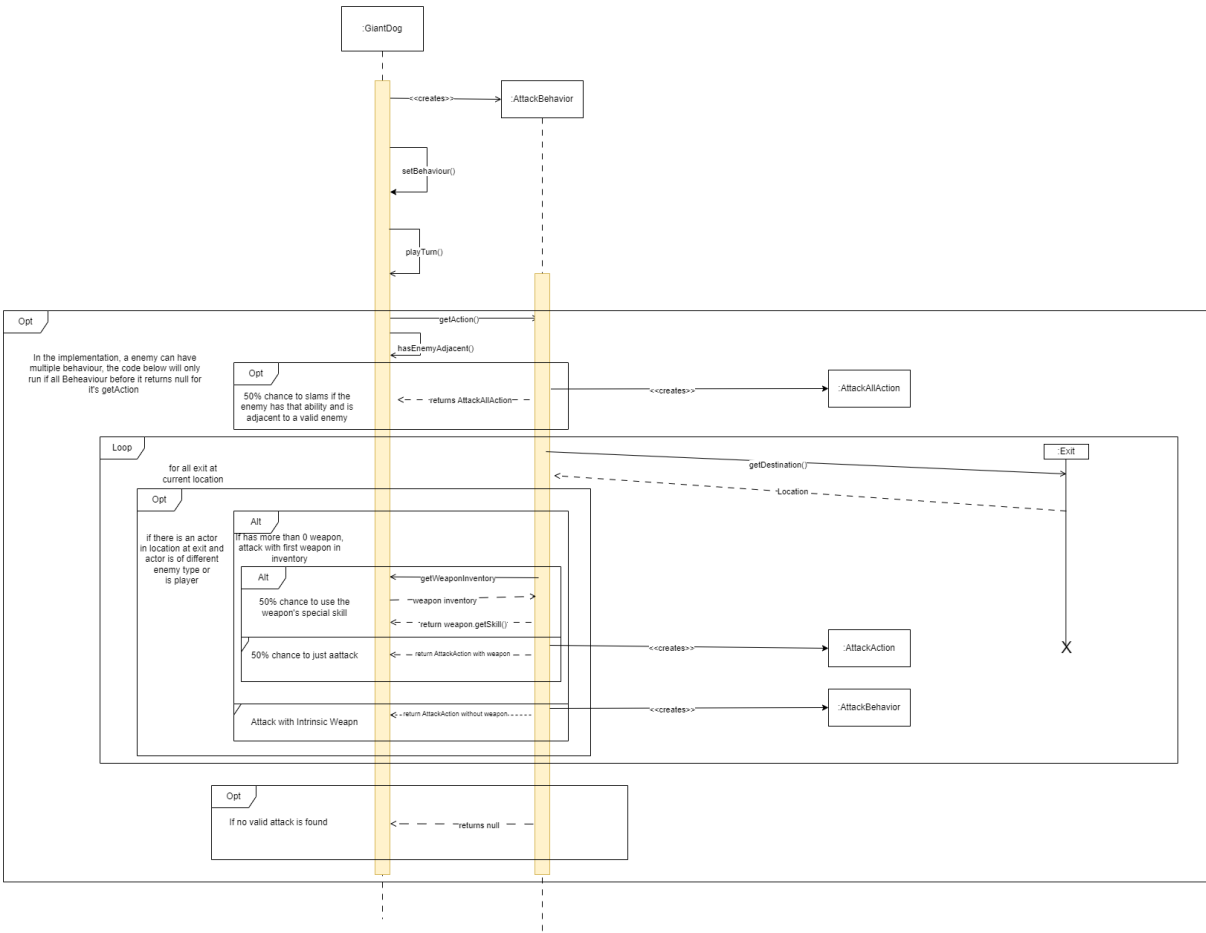 :GiantDog
<<creates>>
:AttackBehavior
setBehaviour()
playTurn()
Opt
getAction()
hasEnemyAdjacent()
In the implementation, a enemy can have
multiple behaviour, the code below will only
run if all Beheaviour before it returns null for
it's getAction
Opt
50% chance to slams if the
enemy has that ability and is
adjacent to a valid enemy
returns AttackAllAction
<<creates>>
:AttackAllAction
Loop
for all exit at
current location
getDestination()
:Exit
Location
Opt
if there is an actor
in location at exit and
actor is of different
enemy type or
is player
Alt
If has more than 0 weapon,
attack with first weapon in
inventory
Alt
50% chance to use the
weapon's special skill
getWeaponInventory
weapon inventory
return weapon.getSkill()
50% chance to just aattack
return AttackAction with weapon
<<creates>>
:AttackAction
X
Attack with Intrinsic Weapn
return AttackAction without weapon
<<creates>>
:AttackBehavior
Opt
If no valid attack is found
returns null